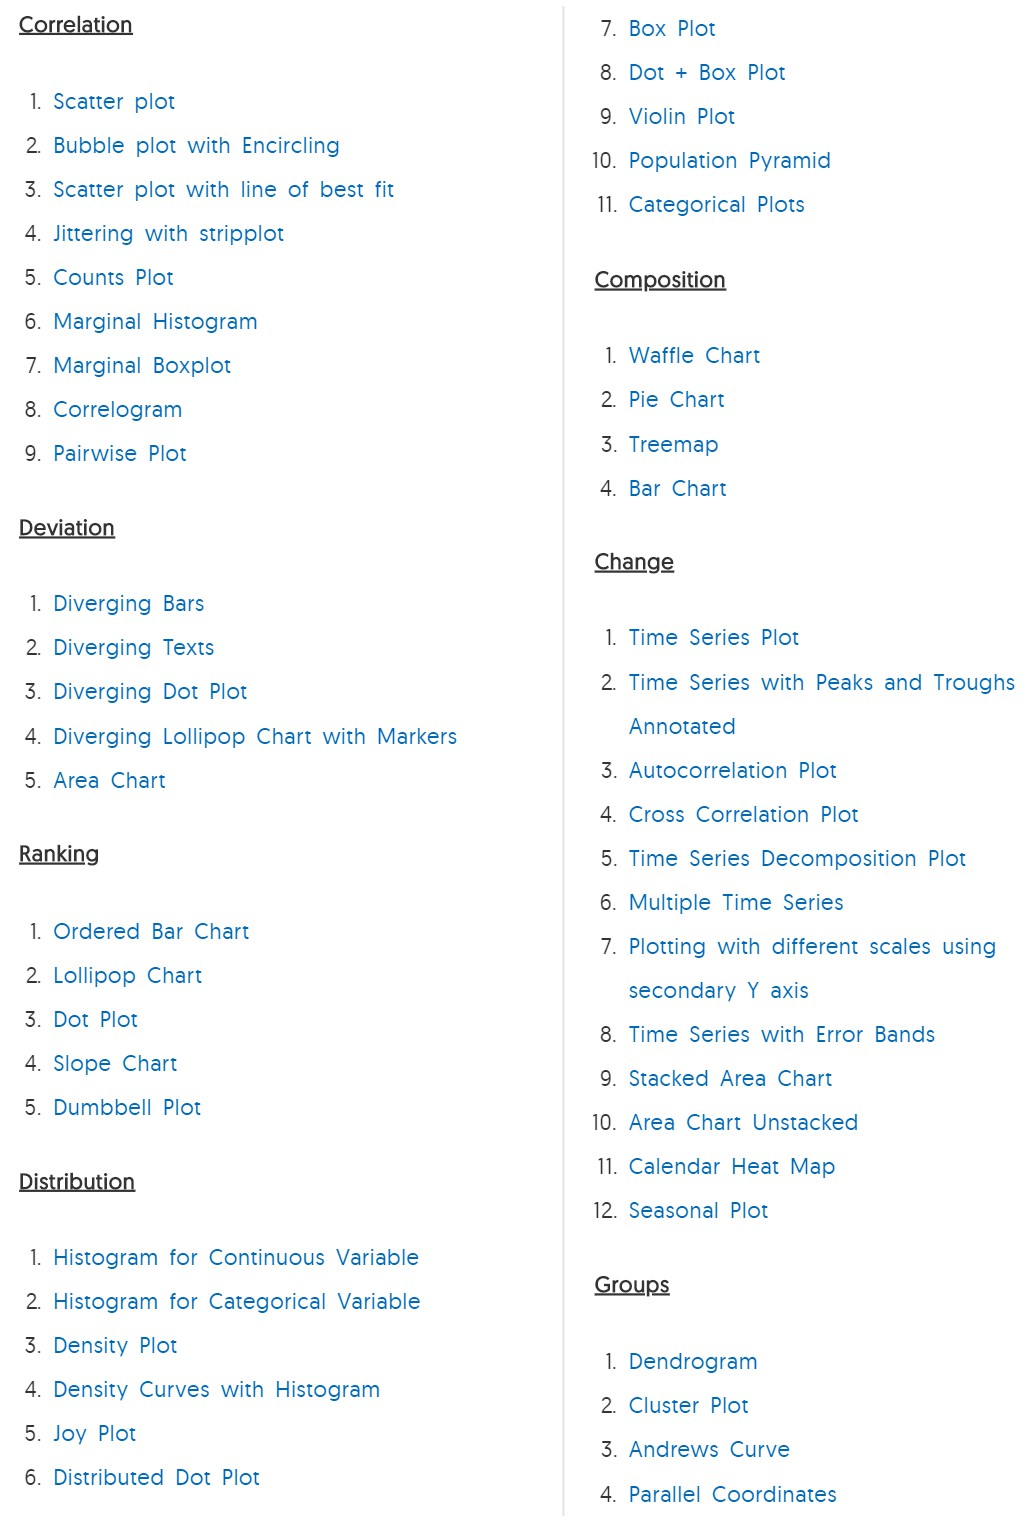 Correlation
1. Scatter plot
2. Bubble plot with Encircling
3. Scatter plot with line of best fit
4. Jittering with stripplot
5. Counts Plot
6. Marginal Histogram
7. Marginal Boxplot
8. Correlogram
9. Pairwise Plot
Deviation
1. Diverging Bars
2. Diverging Texts
3. Diverging Dot Plot
4. Diverging Lollipop Chart with Markers
5. Area Chart
Ranking
1. Ordered Bar Chart
2. Lollipop Chart
3. Dot Plot
4. Slope Chart
5. Dumbbell Plot
Distribution
1. Histogram for Continuous Variable
2. Histogram for Categorical Variable
3. Density Plot
4. Density Curves with Histogram
5. Joy Plot
6. Distributed Dot Plot
7. Box Plot
8. Dot + Box Plot
9. Violin Plot
10. Population Pyramid
11. Categorical Plots
Composition
1. Waffle Chart
2. Pie Chart
3. Treemap
4. Bar Chart
Change
1. Time Series Plot
2. Time Series with Peaks and Troughs
Annotated
3. Autocorrelation Plot
4. Cross Correlation Plot
5. Time Series Decomposition Plot
6. Multiple Time Series
7. Plotting with different scales using
secondary Y axis
8. Time Series with Error Bands
9. Stacked Area Chart
10. Area Chart Unstacked
11. Calendar Heat Map
12. Seasonal Plot
Groups
1. Dendrogram
2. Cluster Plot
3. Andrews Curve
4. Parallel Coordinates